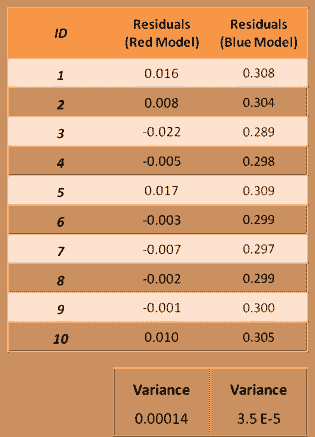 ID Residuals (Red Model) Residuals (Blue Model)
1 0.016 0.308
2 0.008 0.304
3 -0.022 0.289
4 -0.005 0.298
5 0.017 0.309
6 -0.003 0.299
7 -0.007 0.297
8 -0.002 0.299
9 -0.001 0.300
10 0.010 0.305
Variance Variance
0.00014 3.5 E-5